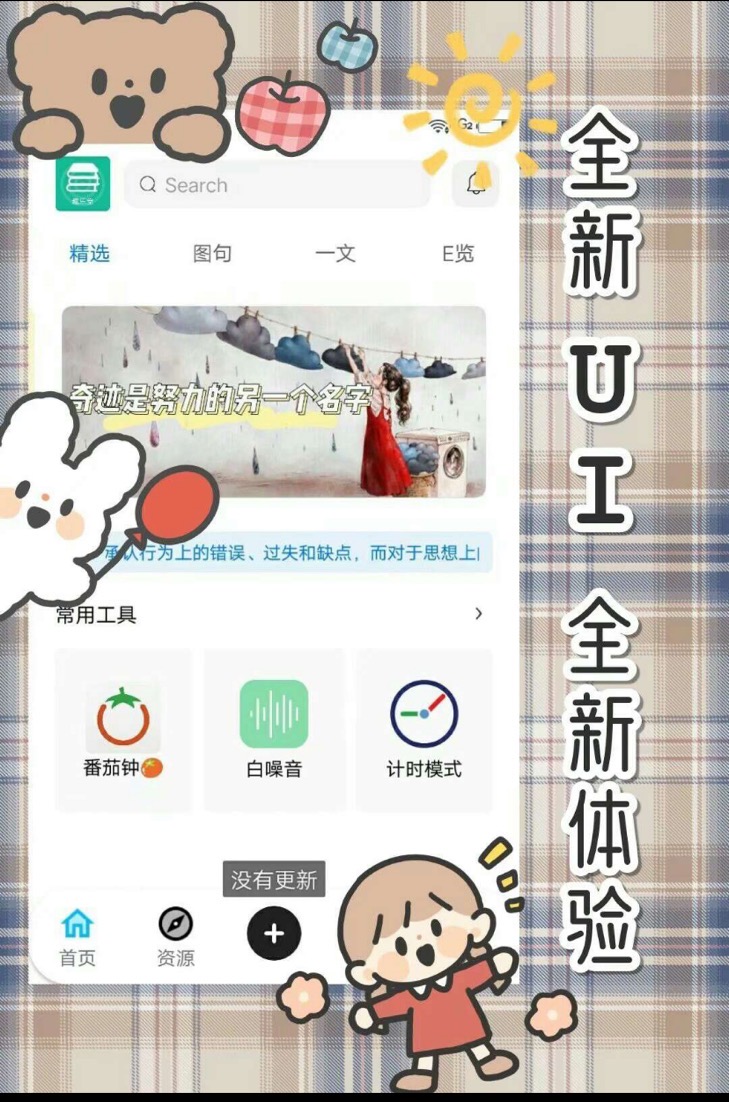 Search
精选 图句 一文 E览
奇迹是努力的另一个名字
承认行为上的错误、过失和缺点，而对于思想上
常用工具
番茄钟 白噪音 计时模式
没有更新
首页 资源
全新UI 全新体验